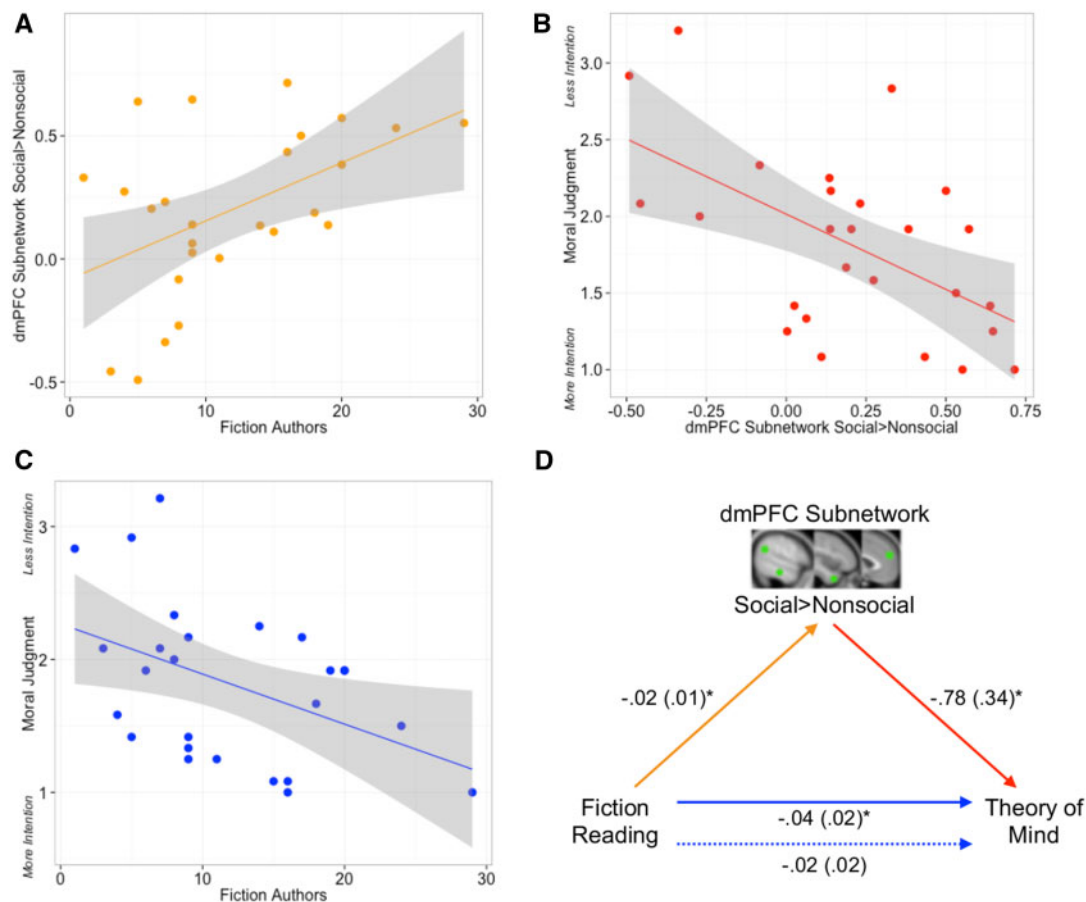 A
dmPFC Subnetwork Social>Nonsocial
0.5
0.0
-0.5
0
10
20
30
Fiction Authors
B
Moral Judgment
Less Intention
More Intention
3.0
2.5
2.0
1.5
1.0
-0.50
-0.25
0.00
0.25
0.50
0.75
dmPFC Subnetwork Social>Nonsocial
C
Moral Judgment
Less Intention
More Intention
3
2
1
0
10
20
30
Fiction Authors
D
dmPFC Subnetwork
Social>Nonsocial
-.02 (.01)*
-.78 (.34)*
Fiction
Reading
-.04 (.02)*
-.02 (.02)
Theory of
Mind